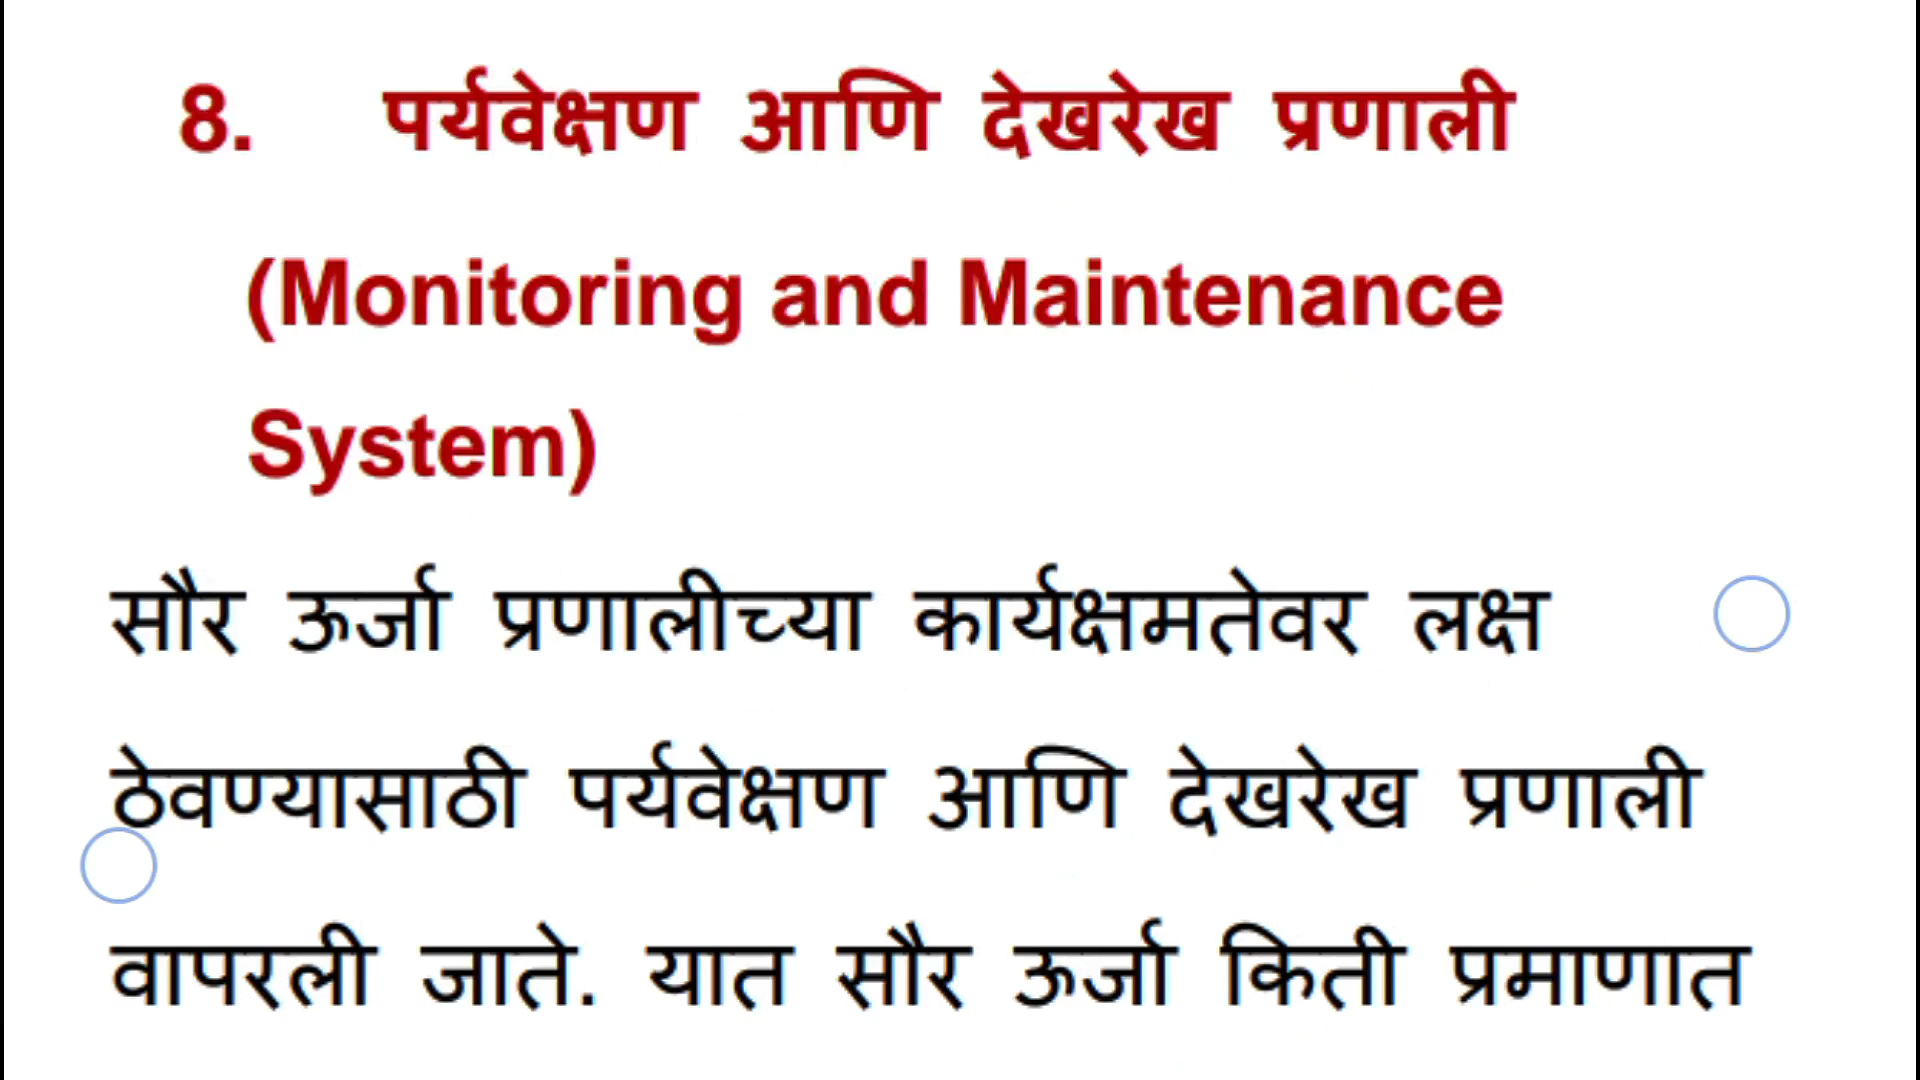 8. पर्यवेक्षण आणि देखरेख प्रणाली
(Monitoring and Maintenance
System)
सौर ऊर्जा प्रणालीच्या कार्यक्षमतेवर लक्ष
ठेवण्यासाठी पर्यवेक्षण आणि देखरेख प्रणाली
वापरली जाते. यात सौर ऊर्जा किती प्रमाणात